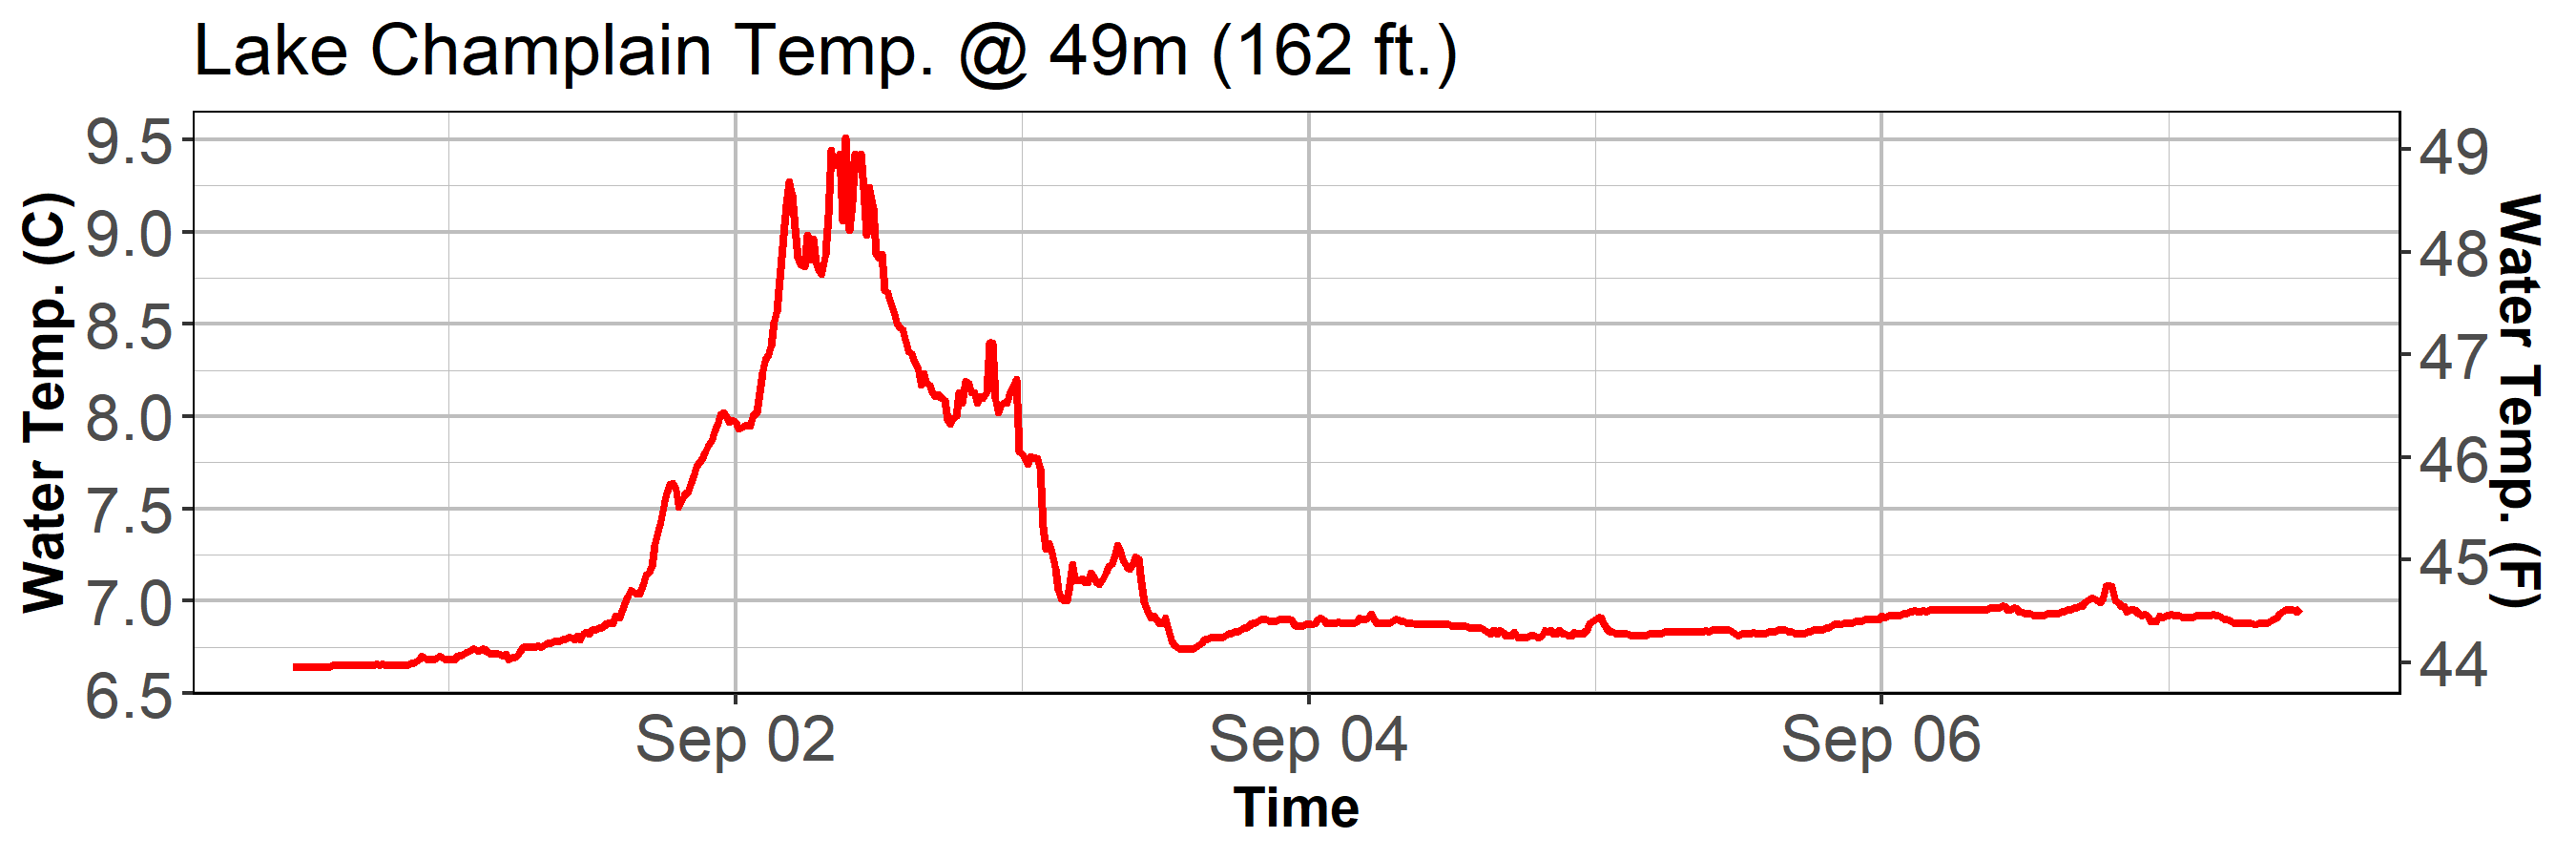 Lake Champlain Temp. @ 49m (162 ft.)
Water Temp. (C)
9.5
9.0
8.5
8.0
7.5
7.0
6.5
49
48
47
46
45
44
Water Temp. (F)
Sep 02 Sep 04 Sep 06
Time